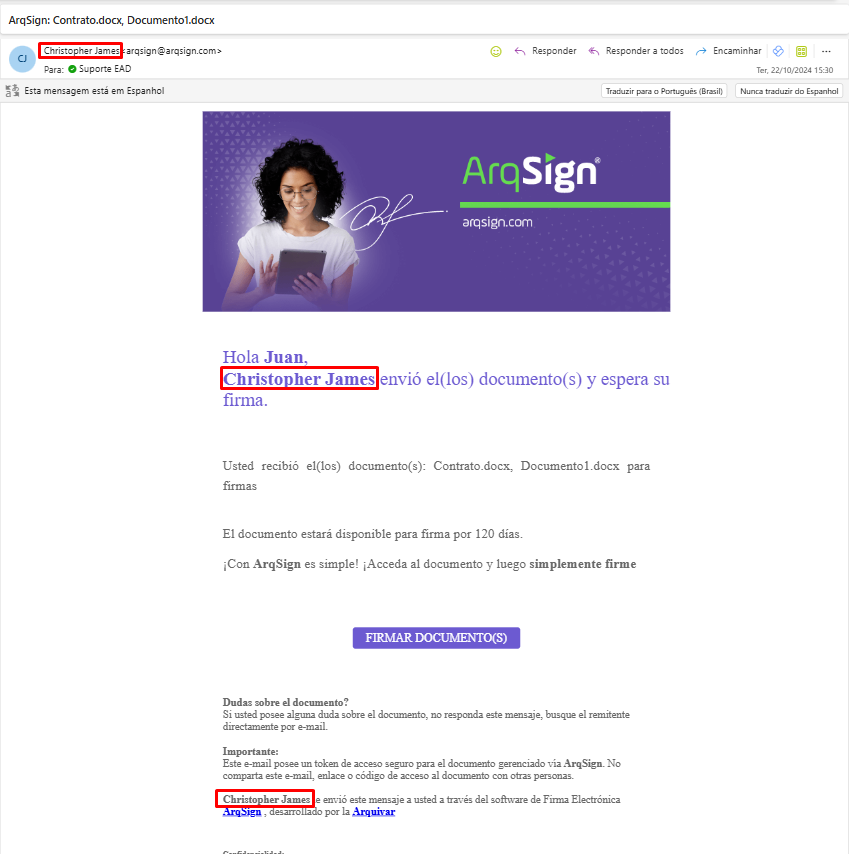 ArqSign: Contrato.docx, Documento1.docx
CJ
Christopher James <arqsign@arqsign.com>
Responder
Responder a todos
Encaminhar
Para: Suporte EAD
Ter, 22/10/2024 15:30
Esta mensagem está em Espanhol
Traduzir para o Português (Brasil)
Nunca traduzir do Espanhol
ArqSign®
arqsign.com
Hola Juan,
Christopher James envió el(los) documento(s) y espera su
firma.
Usted recibió el(los) documento(s): Contrato.docx, Documento1.docx para
firmas
El documento estará disponible para firma por 120 días.
¡Con ArqSign es simple! ¡Acceda al documento y luego simplemente firme
FIRMAR DOCUMENTO(S)
Dudas sobre el documento?
Si usted posee alguna duda sobre el documento, no responda este mensaje, busque el remitente
directamente por e-mail.
Importante:
Este e-mail posee un token de acceso seguro para el documento gerenciado via ArqSign. No
comparta este e-mail, enlace o código de acceso al documento con otras personas.
Christopher James e envió este mensaje a usted a través del software de Firma Electrónica
ArqSign , desarrollado por la Arquivar